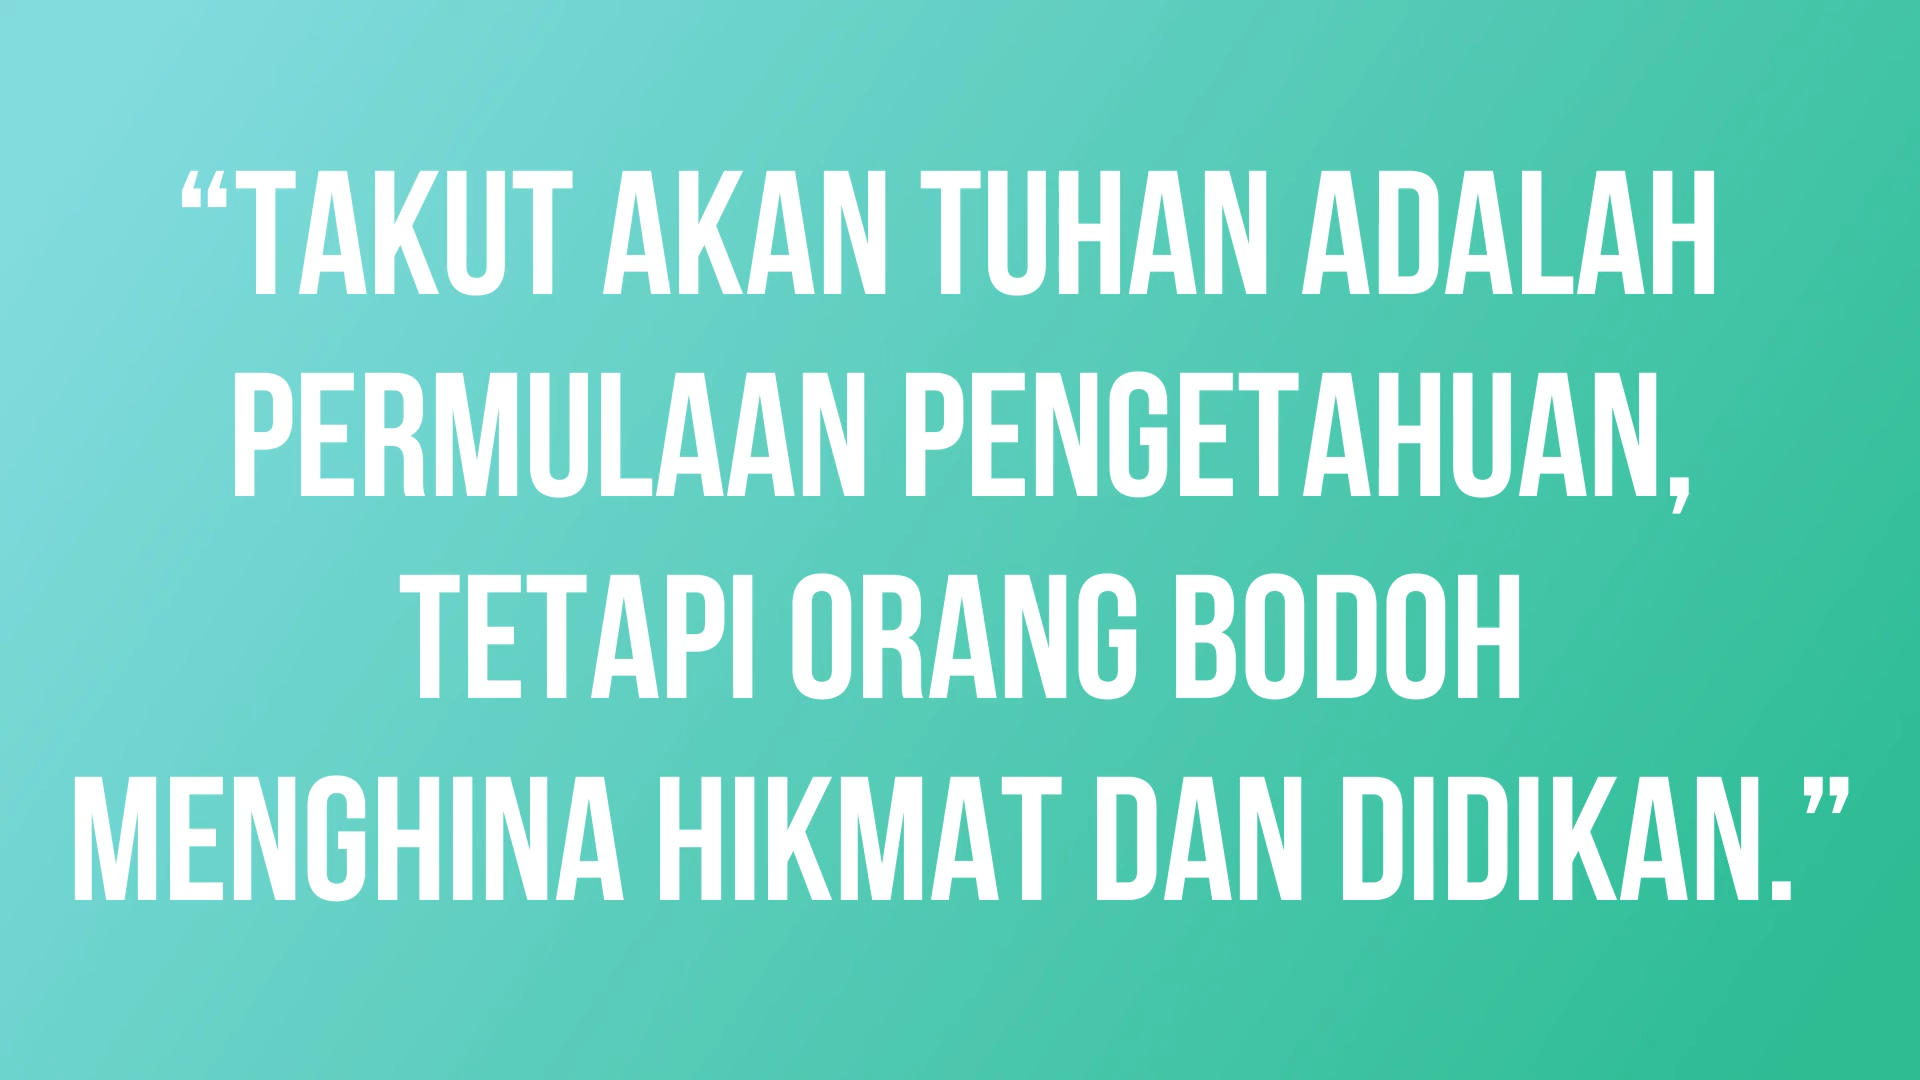 “TAKUT AKAN TUHAN ADALAH
PERMULAAN PENGETAHUAN,
TETAPI ORANG BODOH
MENGHINA HIKMAT DAN DIDIKAN.”